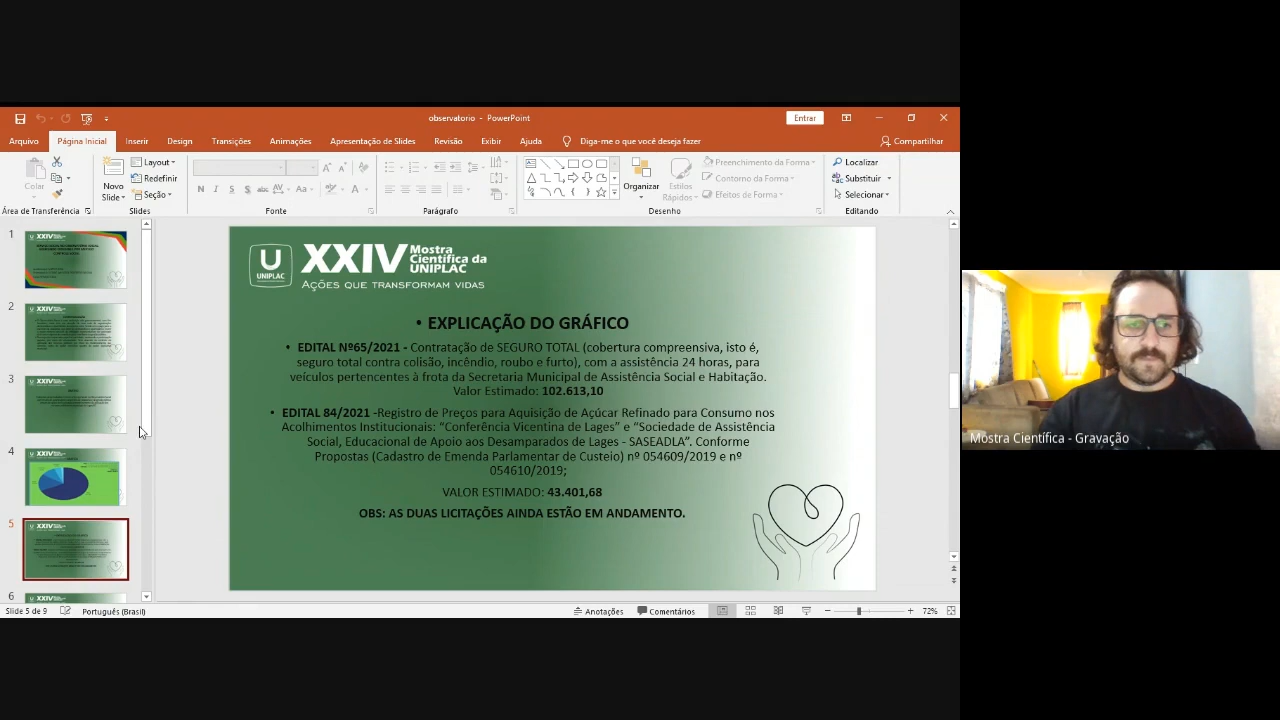 observatorio - PowerPoint
Entrar
Arquivo
Página Inicial
Inserir
Design
Transições
Animações
Apresentação de Slides
Revisão
Exibir
Ajuda
Diga-me o que você deseja fazer
Compartilhar
Colar
Novo Slide
Layout
Redefinir
Seção
Organizar
Estilos Rápidos
Preenchimento da Forma
Contorno da Forma
Efeitos de Forma
Localizar
Substituir
Selecionar
Área de Transferência
Slides
Fonte
Parágrafo
Desenho
Editando
1
2
3
4
5
6
U
UNIPLAC
XXIV Mostra Científica da UNIPLAC
AÇÕES QUE TRANSFORMAM VIDAS
• EXPLICAÇÃO DO GRÁFICO
• EDITAL Nº65/2021 - Contratação de SEGURO TOTAL (cobertura compreensiva, isto é,
seguro total contra colisão, incêndio, roubo e furto), com a assistência 24 horas, para
veículos pertencentes à frota da Secretaria Municipal de Assistência Social e Habitação.
Valor Estimado: 102.613,10
• EDITAL 84/2021 -Registro de Preços para Aquisição de Açúcar Refinado para Consumo nos
Acolhimentos Institucionais: “Conferência Vicentina de Lages” e “Sociedade de Assistência
Social, Educacional de Apoio aos Desamparados de Lages - SASEADLA”. Conforme
Propostas (Cadastro de Emenda Parlamentar de Custeio) nº 054609/2019 e nº
054610/2019;
VALOR ESTIMADO: 43.401,68
OBS: AS DUAS LICITAÇÕES AINDA ESTÃO EM ANDAMENTO.
Mostra Científica - Gravação
Slide 5 de 9
Português (Brasil)
Anotações
Comentários
72%